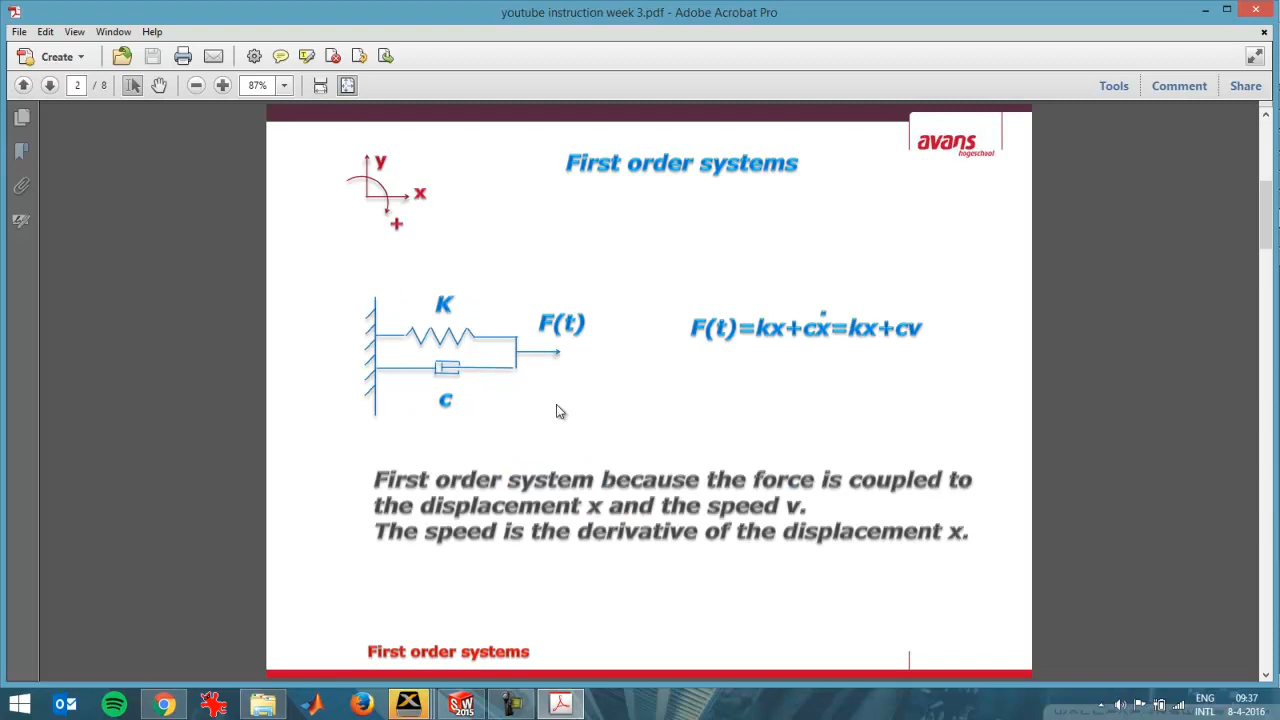 youtube instruction week 3.pdf - Adobe Acrobat Pro
File Edit View Window Help
Create
2 / 8 87% Tools Comment Share
avans
hogeschool
First order systems
y
x
+
K
F(t)
F(t)=kx+cẋ=kx+cv
c
First order system because the force is coupled to
the displacement x and the speed v.
The speed is the derivative of the displacement x.
First order systems
ENG 09:37
INTL 8-4-2016
SW
2015